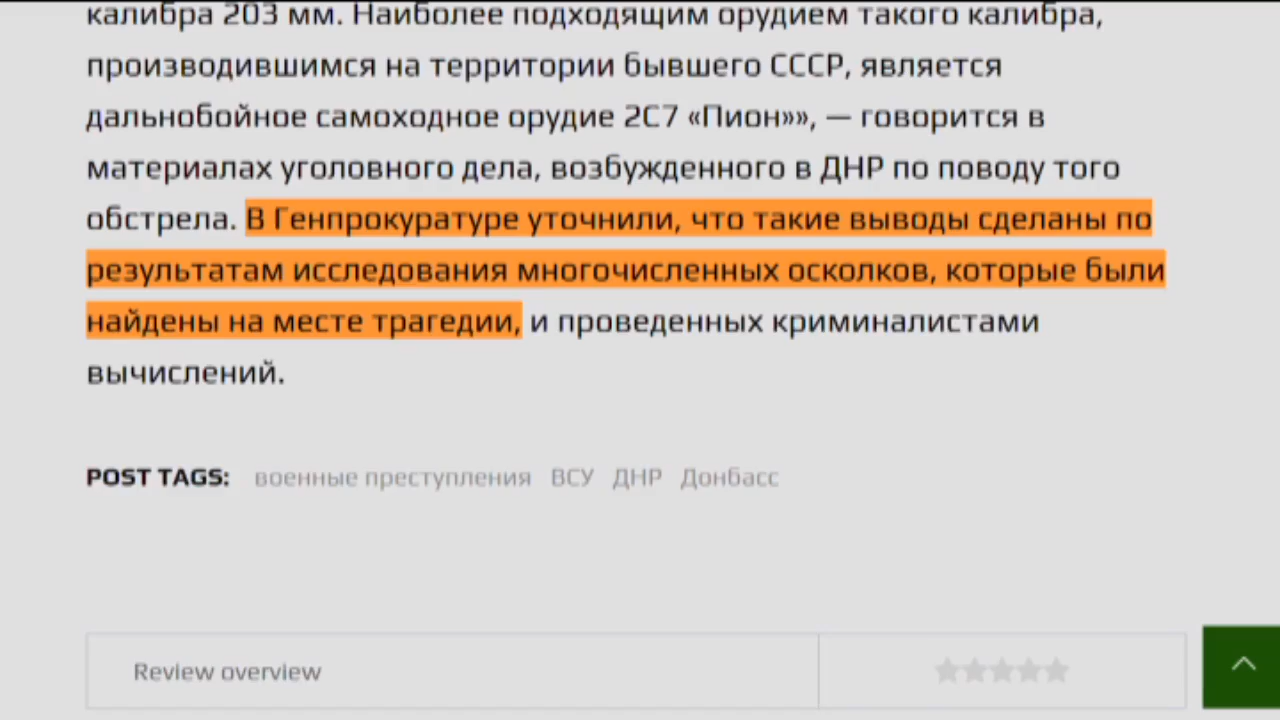 калибра 203 мм. Наиболее подходящим орудием такого калибра,
производившимся на территории бывшего СССР, является
дальнобойное самоходное орудие 2С7 «Пион»», — говорится в
материалах уголовного дела, возбужденного в ДНР по поводу того
обстрела. В Генпрокуратуре уточнили, что такие выводы сделаны по
результатам исследования многочисленных осколков, которые были
найдены на месте трагедии, и проведенных криминалистами
вычислений.
POST TAGS: военные преступления ВСУ ДНР Донбасс
Review overview